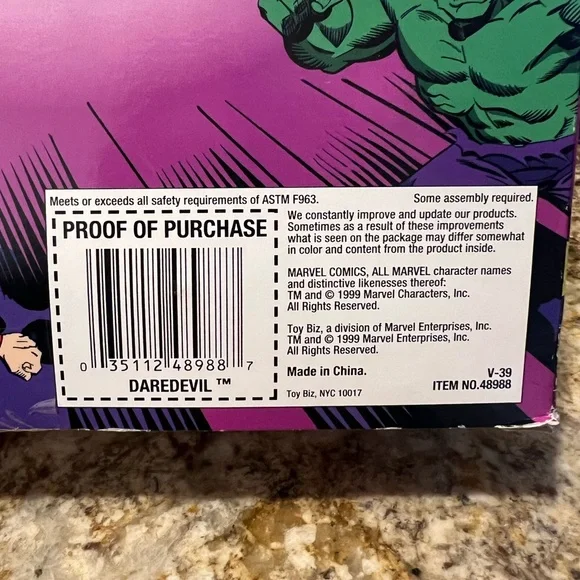 Meets or exceeds all safety requirements of ASTM F963.
Some assembly required.
PROOF OF PURCHASE
0 35112 48988 7
DAREDEVIL ™
We constantly improve and update our products.
Sometimes as a result of these improvements
what is seen on the package may differ somewhat
in color and content from the product inside.
MARVEL COMICS, ALL MARVEL character names
and distinctive likenesses thereof:
TM and © 1999 Marvel Characters, Inc.
All Rights Reserved.
Toy Biz, a division of Marvel Enterprises, Inc.
TM and © 1999 Marvel Enterprises, Inc.
All Rights Reserved.
Made in China.
Toy Biz, NYC 10017
V-39
ITEM NO.48988